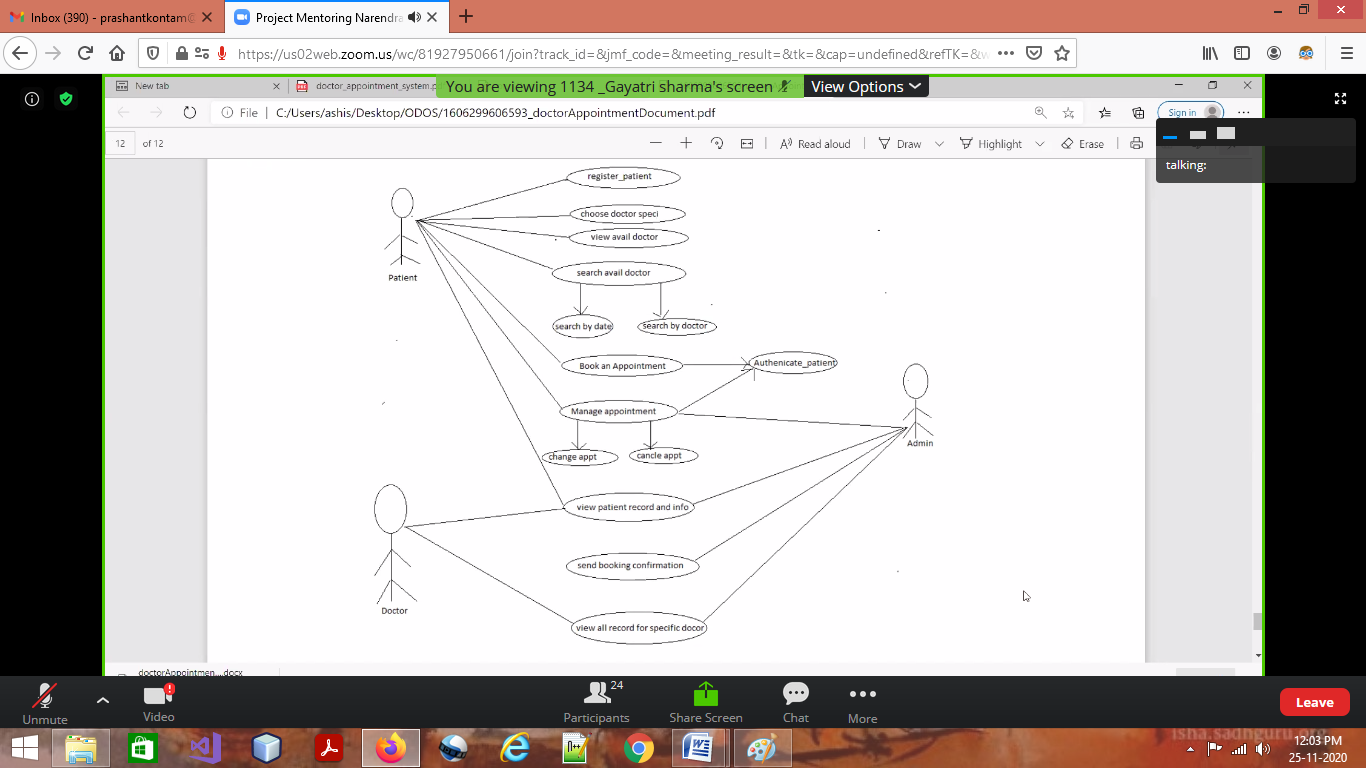 Inbox (390) - prashantkontam@
Project Mentoring Narendra
https://us02web.zoom.us/wc/81927950661/join?track_id=&jmf_code=&meeting_result=&tk=&cap=undefined&refTK=&w
New tab
doctor_appointment_system.p
You are viewing 1134 _Gayatri sharma's screen
View Options
File
C:/Users/ashis/Desktop/ODOS/1606299606593_doctorAppointmentDocument.pdf
Sign in
12 of 12
Read aloud
Draw
Highlight
Erase
talking:
register_patient
choose doctor speci
view avail doctor
search avail doctor
Patient
search by date
search by doctor
Book an Appointment
Authenicate_patient
Manage appointment
Admin
change appt
cancle appt
view patient record and info
send booking confirmation
Doctor
view all record for specific docor
doctorAppointmen....docx
24
Unmute
Video
Participants
Share Screen
Chat
More
Leave
isha.sadhguru.org
12:03 PM
25-11-2020